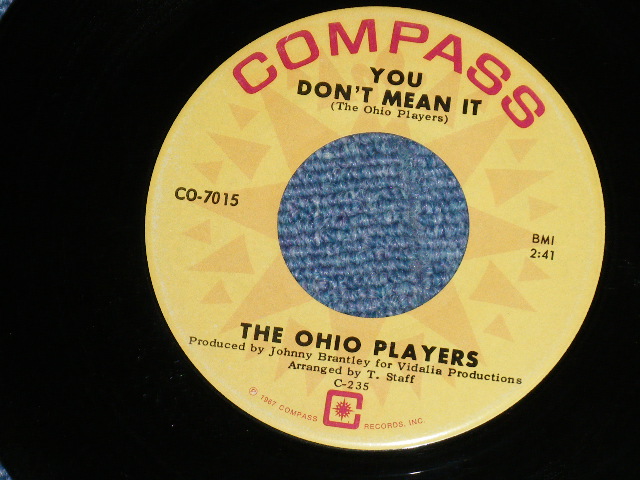 COMPASS
YOU
DON'T MEAN IT
(The Ohio Players)
CO-7015
BMI
2:41
THE OHIO PLAYERS
Produced by Johnny Brantley for Vidalia Productions
Arranged by T. Staff
C-235
℗ 1967 COMPASS RECORDS, INC.